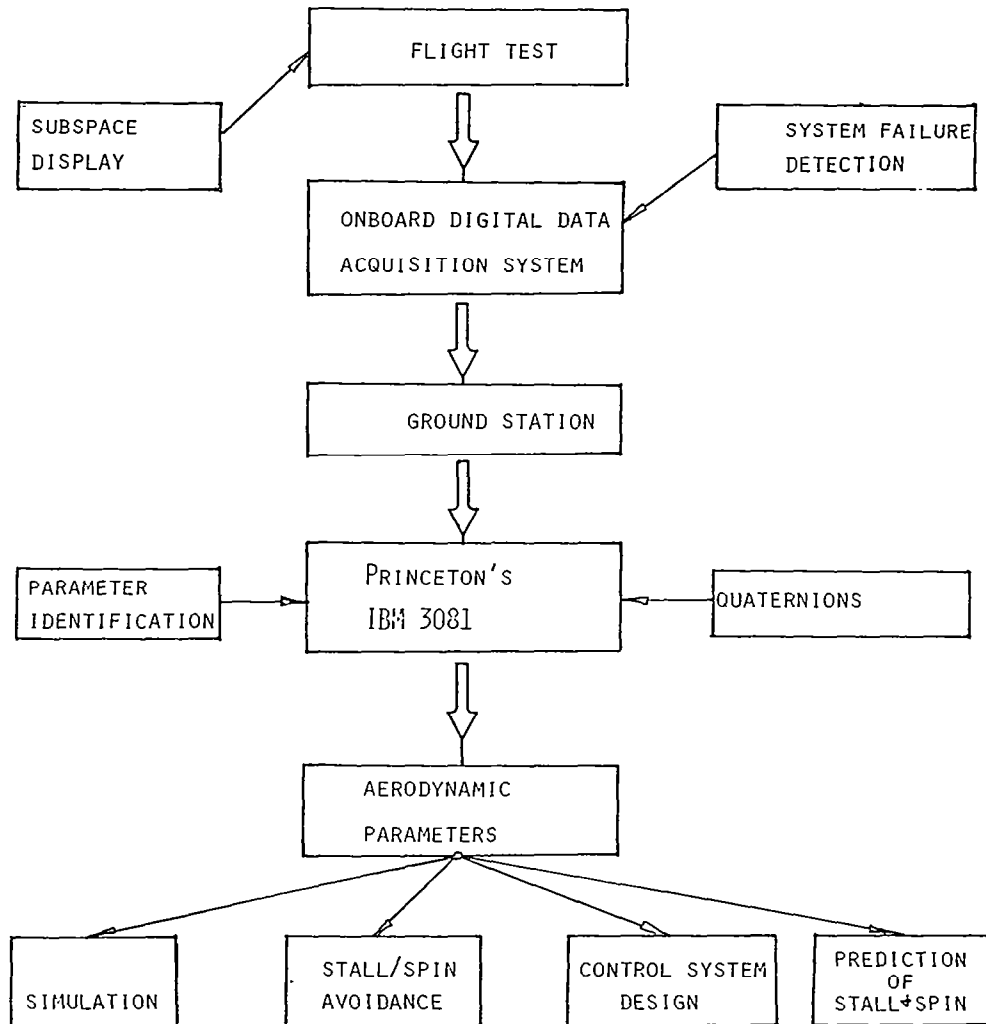 FLIGHT TEST
SUBSPACE
DISPLAY
SYSTEM FAILURE
DETECTION
ONBOARD DIGITAL DATA
ACQUISITION SYSTEM
GROUND STATION
PARAMETER
IDENTIFICATION
PRINCETON'S
IBM 3081
QUATERNIONS
AERODYNAMIC
PARAMETERS
SIMULATION
STALL/SPIN
AVOIDANCE
CONTROL SYSTEM
DESIGN
PREDICTION
OF
STALL+SPIN